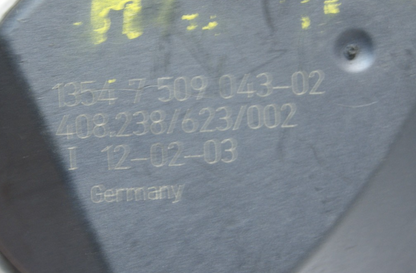 1354 7 509 043-02
408.238/623/002
I 12-02-03
Germany